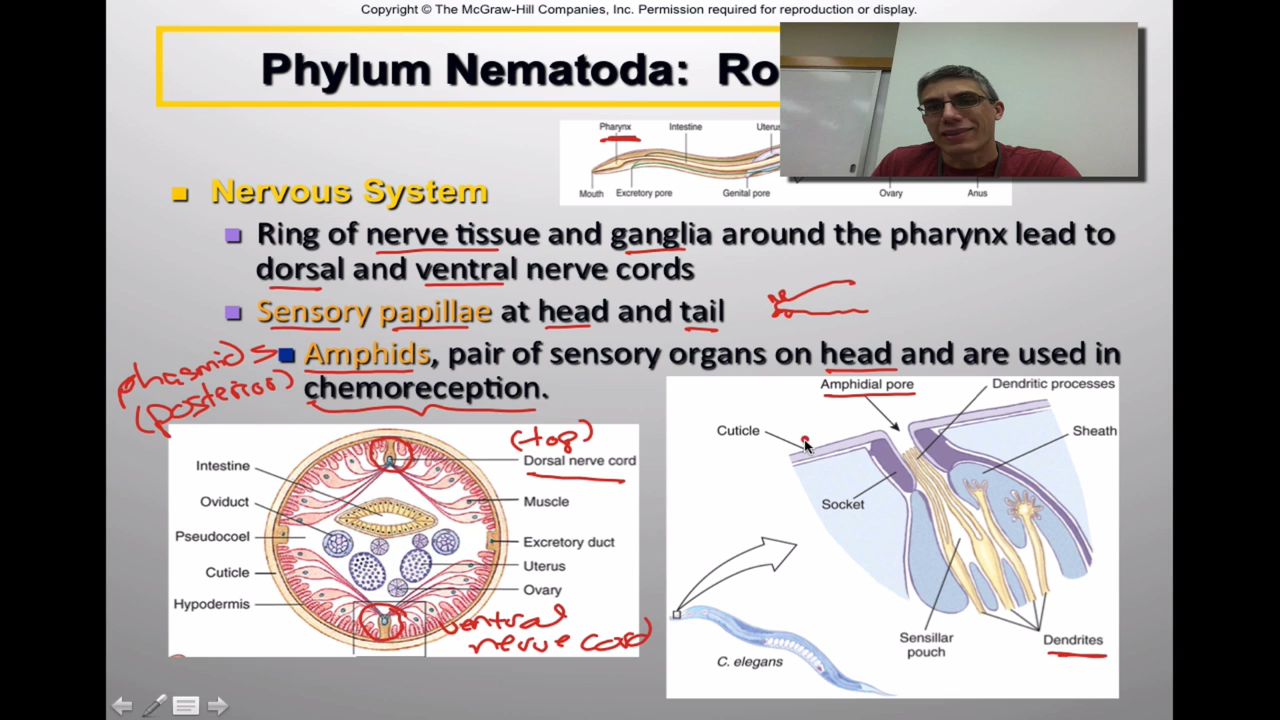 Copyright © The McGraw-Hill Companies, Inc. Permission required for reproduction or display.
Phylum Nematoda: Ro
Pharynx
Intestine
Uterus
Mouth
Excretory pore
Genital pore
Ovary
Anus
Nervous System
Ring of nerve tissue and ganglia around the pharynx lead to
dorsal and ventral nerve cords
Sensory papillae at head and tail
phasmid
(posterior)
Amphids, pair of sensory organs on head and are used in
chemoreception.
(top)
Intestine
Oviduct
Pseudocoel
Cuticle
Hypodermis
Dorsal nerve cord
Muscle
Excretory duct
Uterus
Ovary
ventral
nerve cord
Amphidial pore
Dendritic processes
Cuticle
Sheath
Socket
Sensillar
pouch
Dendrites
C. elegans